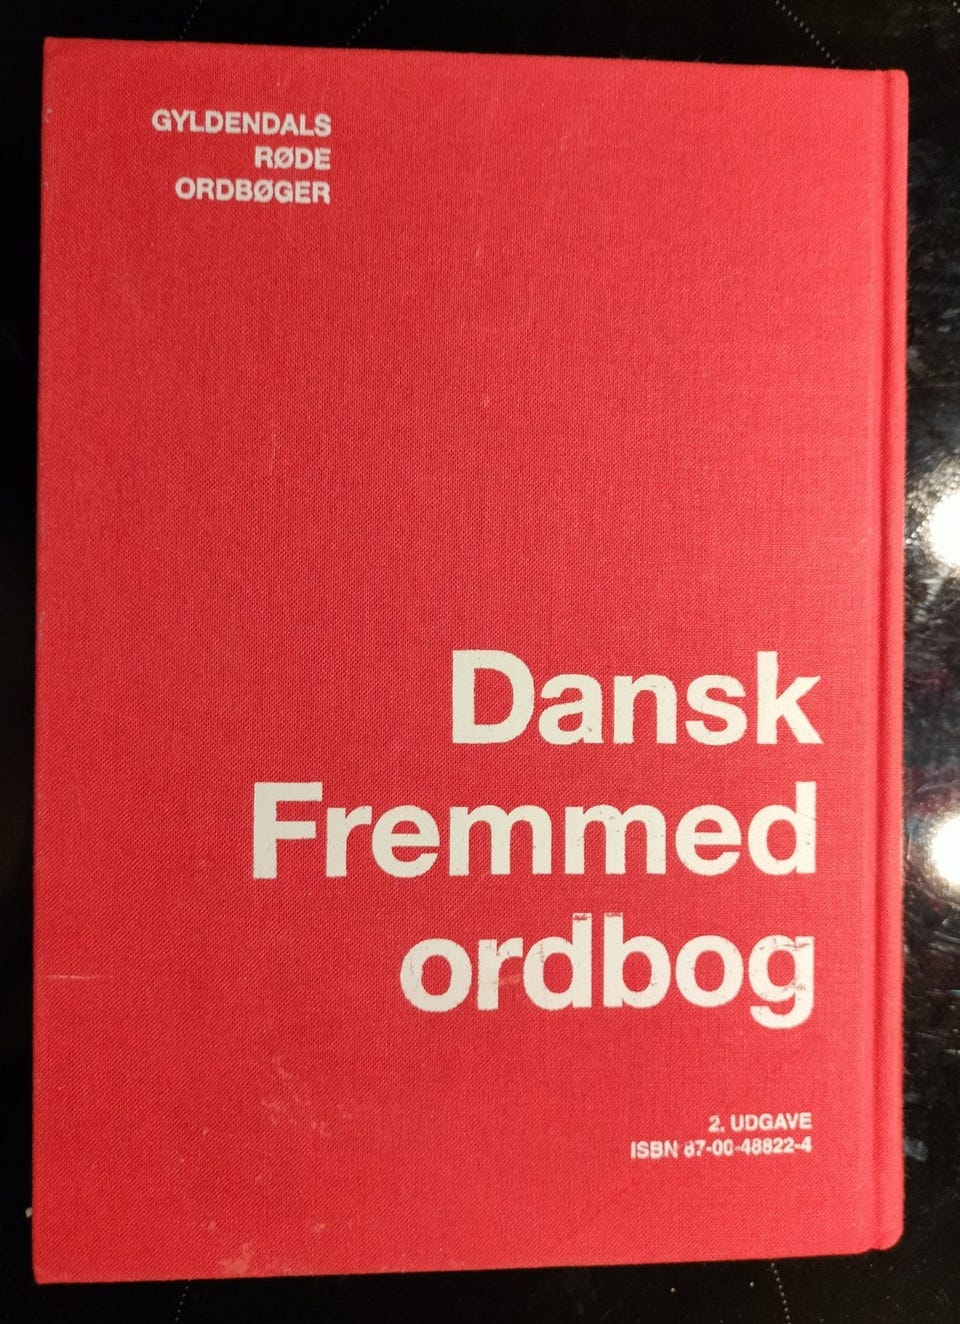 GYLDENDALS
RØDE
ORDBØGER
Dansk
Fremmed
ordbog
2. UDGAVE
ISBN 87-00-48822-4